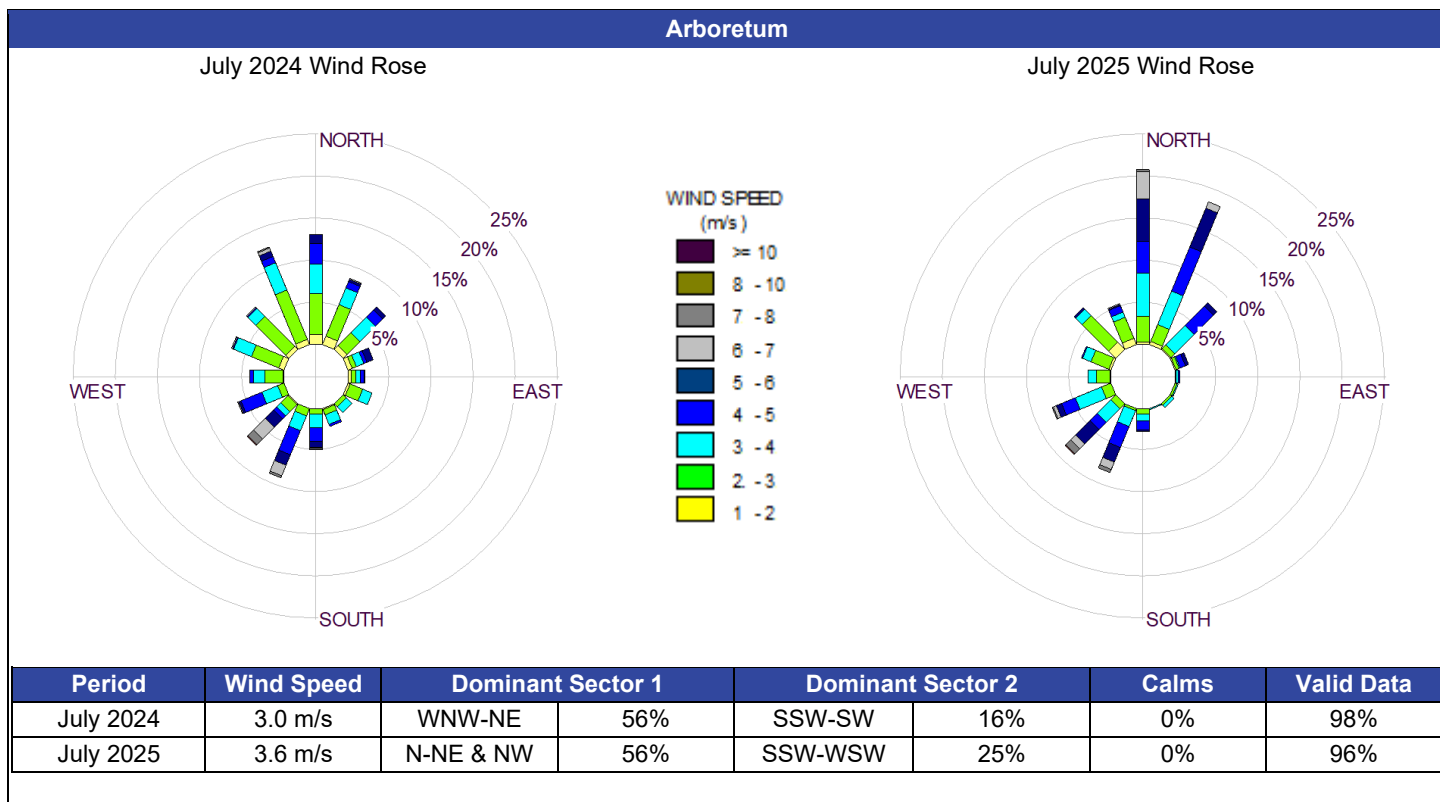 Arboretum
July 2024 Wind Rose
July 2025 Wind Rose
NORTH
25%
20%
15%
10%
5%
WEST
EAST
SOUTH
WIND SPEED
(m/s)
>= 10
8 - 10
7 - 8
6 - 7
5 - 6
4 - 5
3 - 4
2 - 3
1 - 2
NORTH
25%
20%
15%
10%
5%
WEST
EAST
SOUTH
Period Wind Speed Dominant Sector 1 Dominant Sector 2 Calms Valid Data
July 2024 3.0 m/s WNW-NE 56% SSW-SW 16% 0% 98%
July 2025 3.6 m/s N-NE & NW 56% SSW-WSW 25% 0% 96%